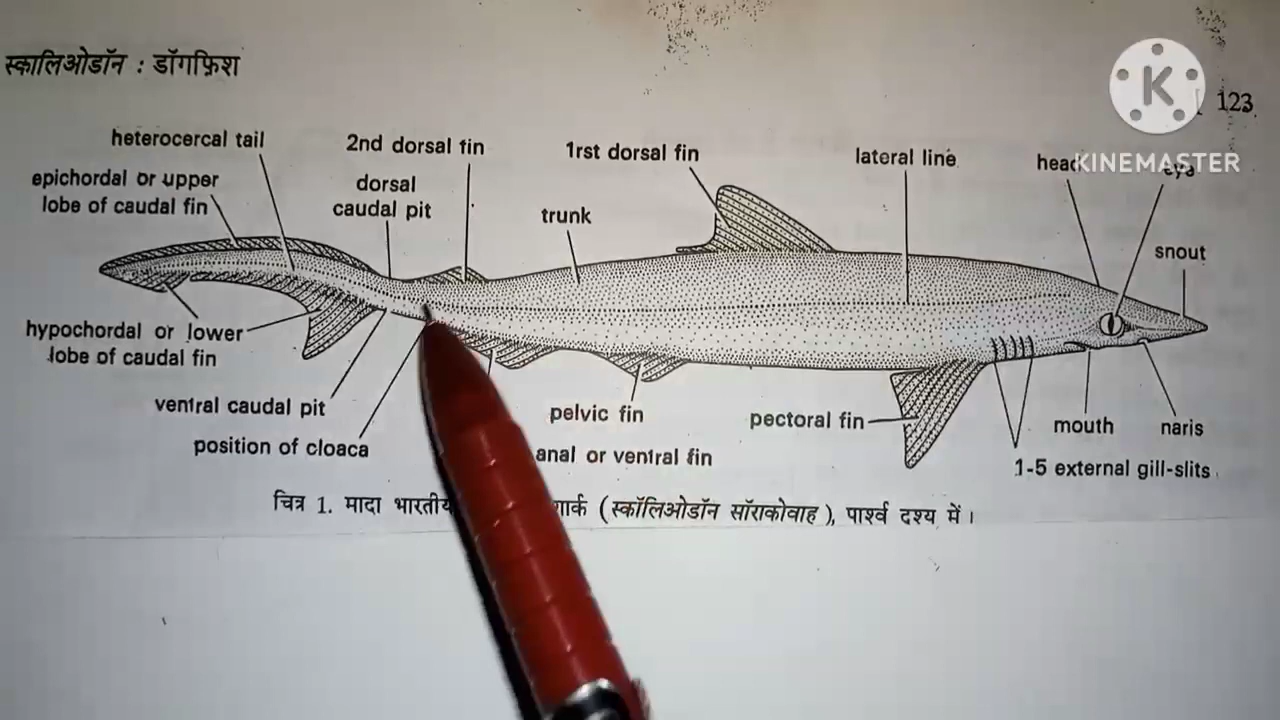 स्कालिओडॉन : डॉगफ़िश
123
KINEMASTER
heterocercal tail
2nd dorsal fin
1rst dorsal fin
lateral line
head
epichordal or upper
lobe of caudal fin
dorsal
caudal pit
trunk
snout
hypochordal or lower
lobe of caudal fin
ventral caudal pit
position of cloaca
pelvic fin
pectoral fin
mouth
naris
anal or ventral fin
1-5 external gill-slits
चित्र 1. मादा भारतीय (स्कॉलिओडॉन सॉराकोवाह), पार्श्व दृश्य में।